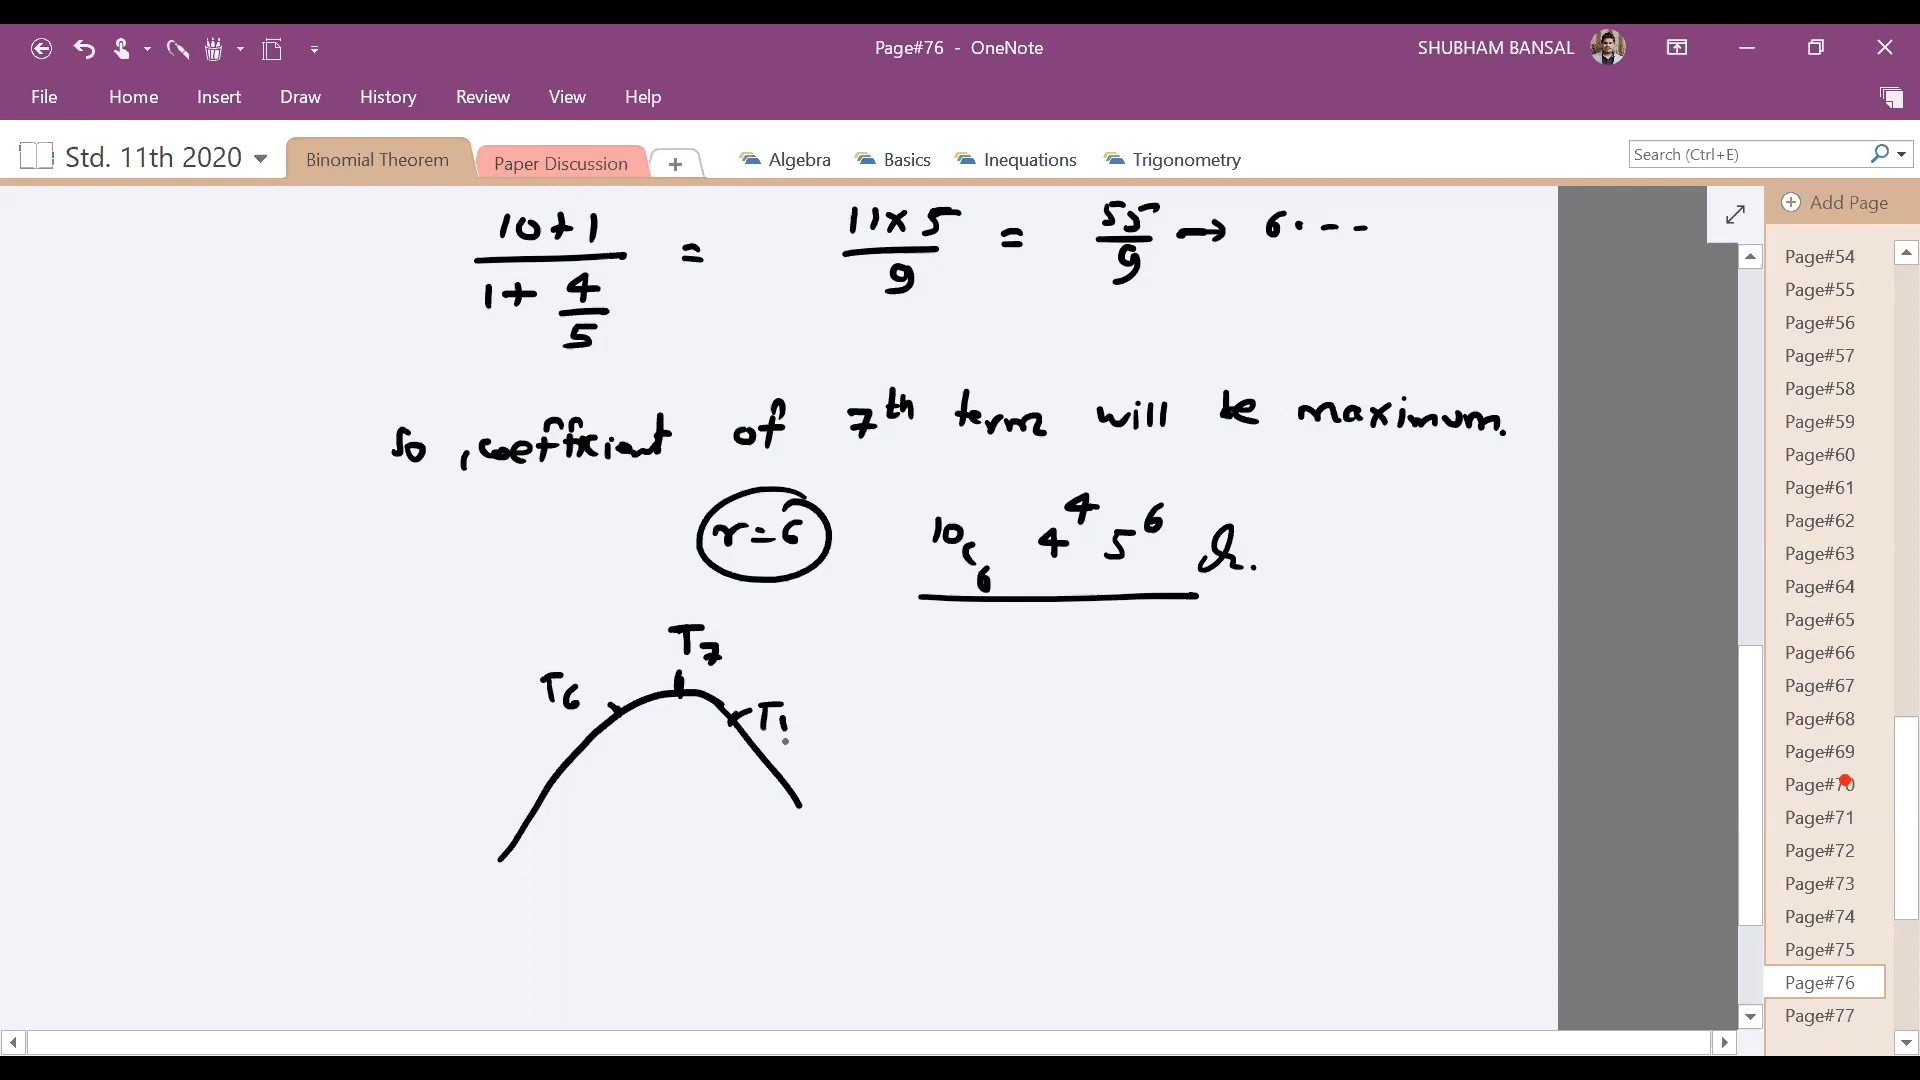 Page#76 - OneNote
SHUBHAM BANSAL
File Home Insert Draw History Review View Help
Std. 11th 2020
Binomial Theorem
Paper Discussion
+
Algebra
Basics
Inequations
Trigonometry
Search (Ctrl+E)
Add Page
(10+1)/(1+4/5) = (11×5)/9 = 55/9 → 6.---
so, coefficient of 7th term will be maximum.
r=6
¹⁰C₆ 4⁴ 5⁶
T₇
T₆
T₁
Page#54
Page#55
Page#56
Page#57
Page#58
Page#59
Page#60
Page#61
Page#62
Page#63
Page#64
Page#65
Page#66
Page#67
Page#68
Page#69
Page#70
Page#71
Page#72
Page#73
Page#74
Page#75
Page#76
Page#77